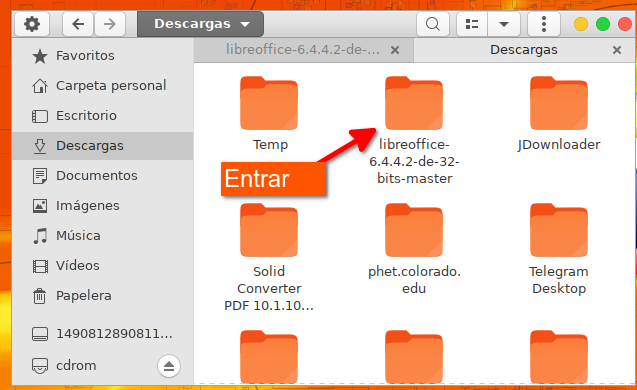 Descargas
libreoffice-6.4.4.2-de-...
Descargas
Favoritos
Carpeta personal
Escritorio
Descargas
Documentos
Imágenes
Música
Vídeos
Papelera
1490812890811...
cdrom
Temp
libreoffice-
6.4.4.2-de-32-
bits-master
JDownloader
Entrar
Solid
Converter
PDF 10.1.10...
phet.colorado.
edu
Telegram
Desktop